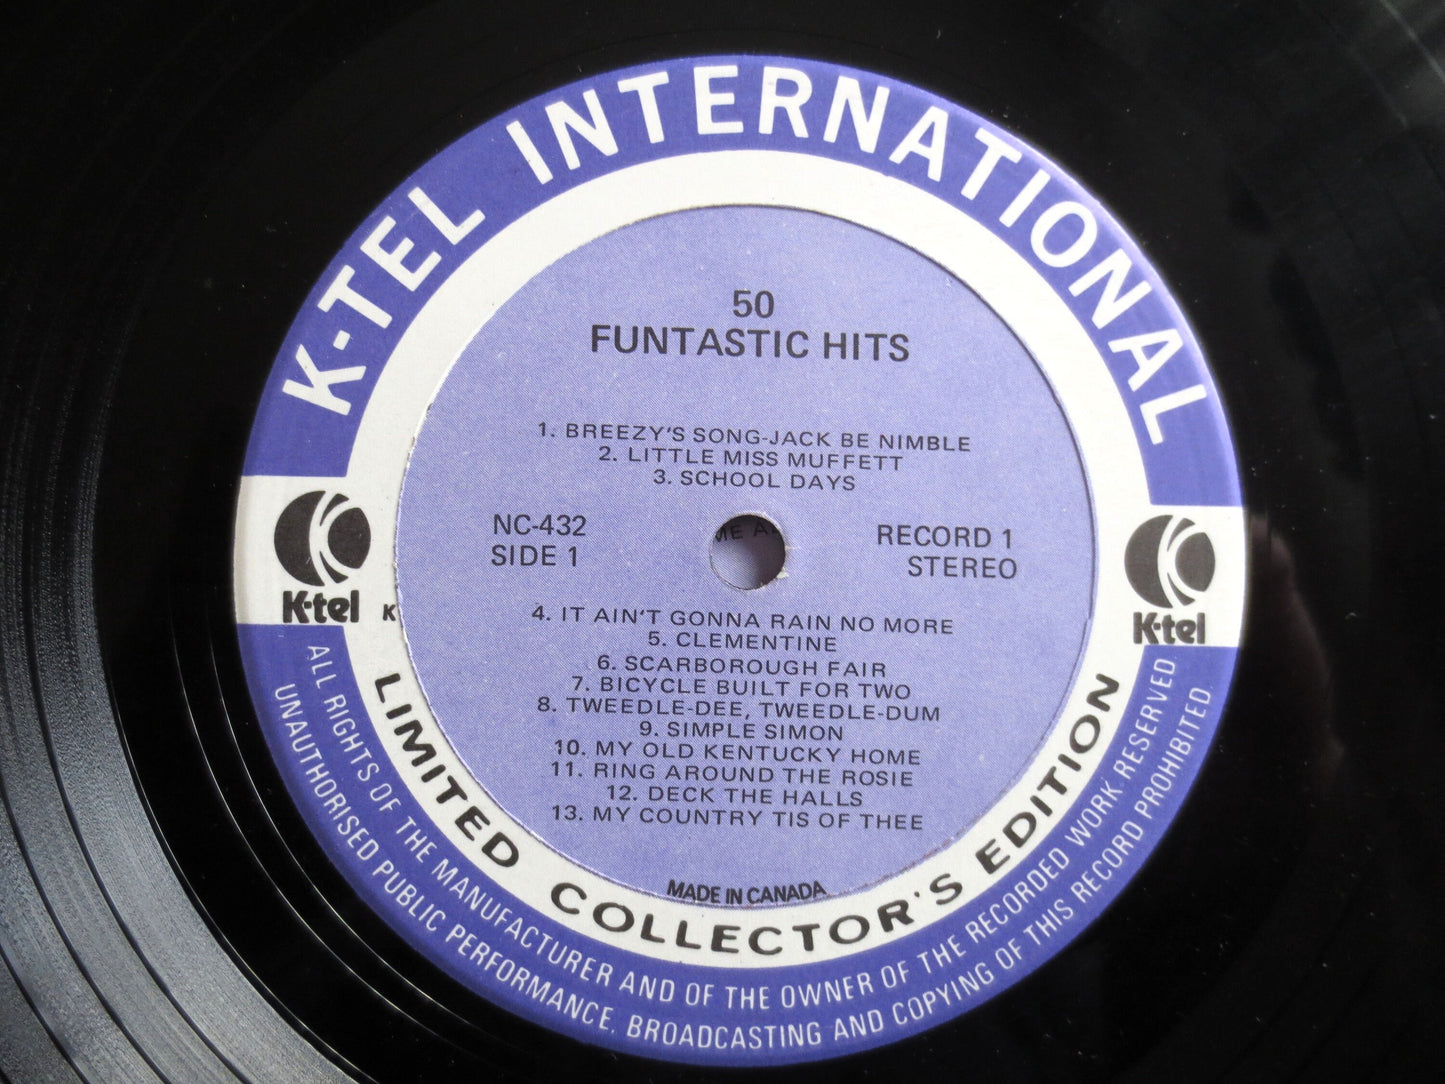 K-TEL INTERNATIONAL
50
FUNTASTIC HITS
1. BREEZY'S SONG-JACK BE NIMBLE
2. LITTLE MISS MUFFETT
3. SCHOOL DAYS
NC-432
SIDE 1
ME A
RECORD 1
STEREO
K-tel
K
K-tel
4. IT AIN'T GONNA RAIN NO MORE
5. CLEMENTINE
6. SCARBOROUGH FAIR
7. BICYCLE BUILT FOR TWO
8. TWEEDLE-DEE, TWEEDLE-DUM
9. SIMPLE SIMON
10. MY OLD KENTUCKY HOME
11. RING AROUND THE ROSIE
12. DECK THE HALLS
13. MY COUNTRY TIS OF THEE
MADE IN CANADA
LIMITED COLLECTOR'S EDITION
ALL RIGHTS OF THE MANUFACTURER AND OF THE OWNER OF THE RECORDED WORK RESERVED
UNAUTHORISED PUBLIC PERFORMANCE. BROADCASTING AND COPYING OF THIS RECORD PROHIBITED